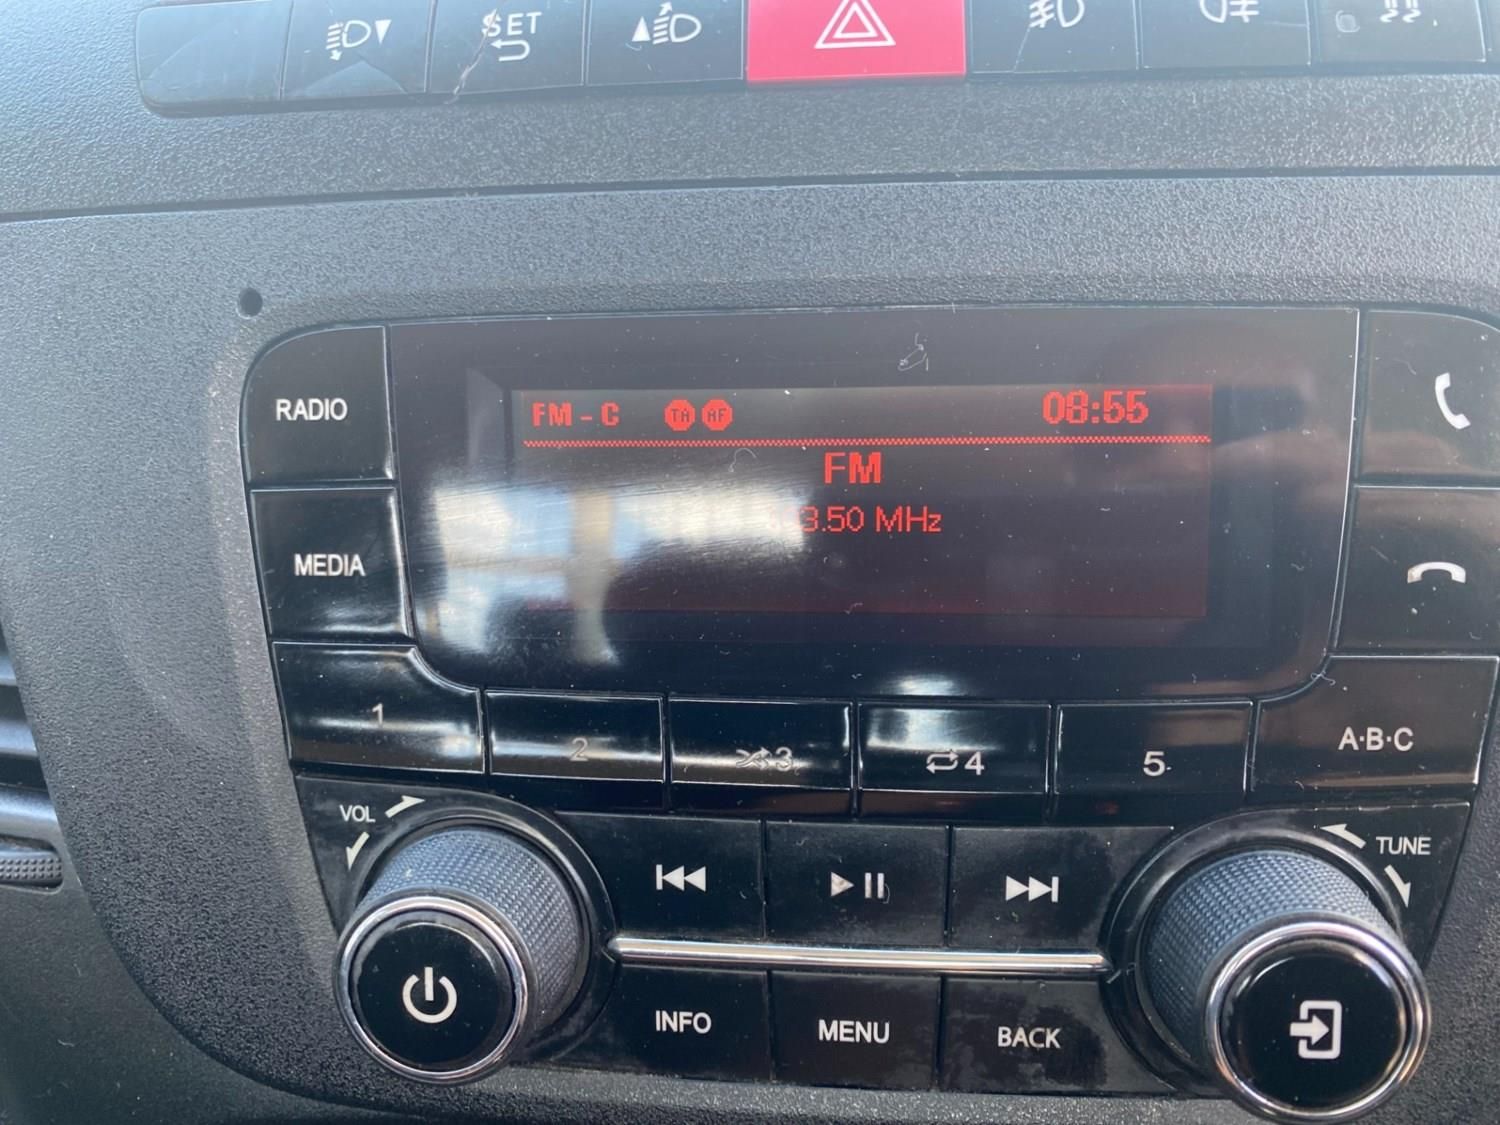 SET
RADIO
FM - C TA AF 08:55
FM
3.50 MHz
MEDIA
1 2 3 4 5 A·B·C
VOL TUNE
INFO MENU BACK